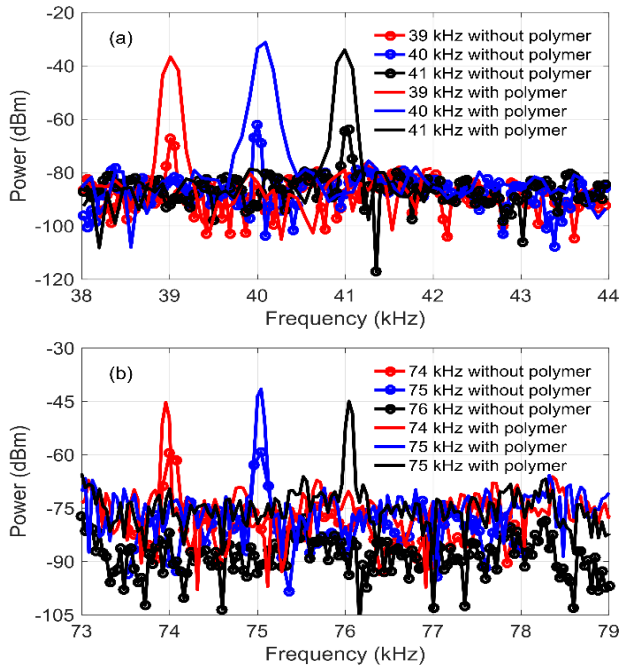 -20
(a)
39 kHz without polymer
40 kHz without polymer
41 kHz without polymer
39 kHz with polymer
40 kHz with polymer
41 kHz with polymer
-40
-60
-80
-100
-120
Power (dBm)
38 39 40 41 42 43 44
Frequency (kHz)
-30
(b)
74 kHz without polymer
75 kHz without polymer
76 kHz without polymer
74 kHz with polymer
75 kHz with polymer
75 kHz with polymer
-45
-60
-75
-90
-105
Power (dBm)
73 74 75 76 77 78 79
Frequency (kHz)